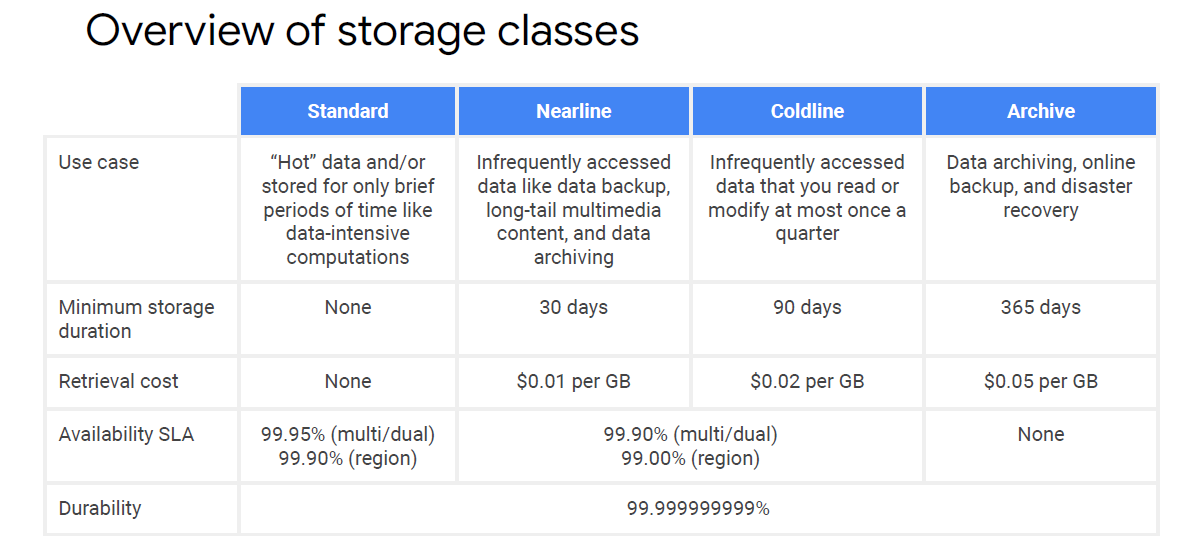 Overview of storage classes
Standard
Nearline
Coldline
Archive
Use case
“Hot” data and/or
stored for only brief
periods of time like
data-intensive
computations
Infrequently accessed
data like data backup,
long-tail multimedia
content, and data
archiving
Infrequently accessed
data that you read or
modify at most once a
quarter
Data archiving, online
backup, and disaster
recovery
Minimum storage
duration
None
30 days
90 days
365 days
Retrieval cost
None
$0.01 per GB
$0.02 per GB
$0.05 per GB
Availability SLA
99.95% (multi/dual)
99.90% (region)
99.90% (multi/dual)
99.00% (region)
None
Durability
99.999999999%